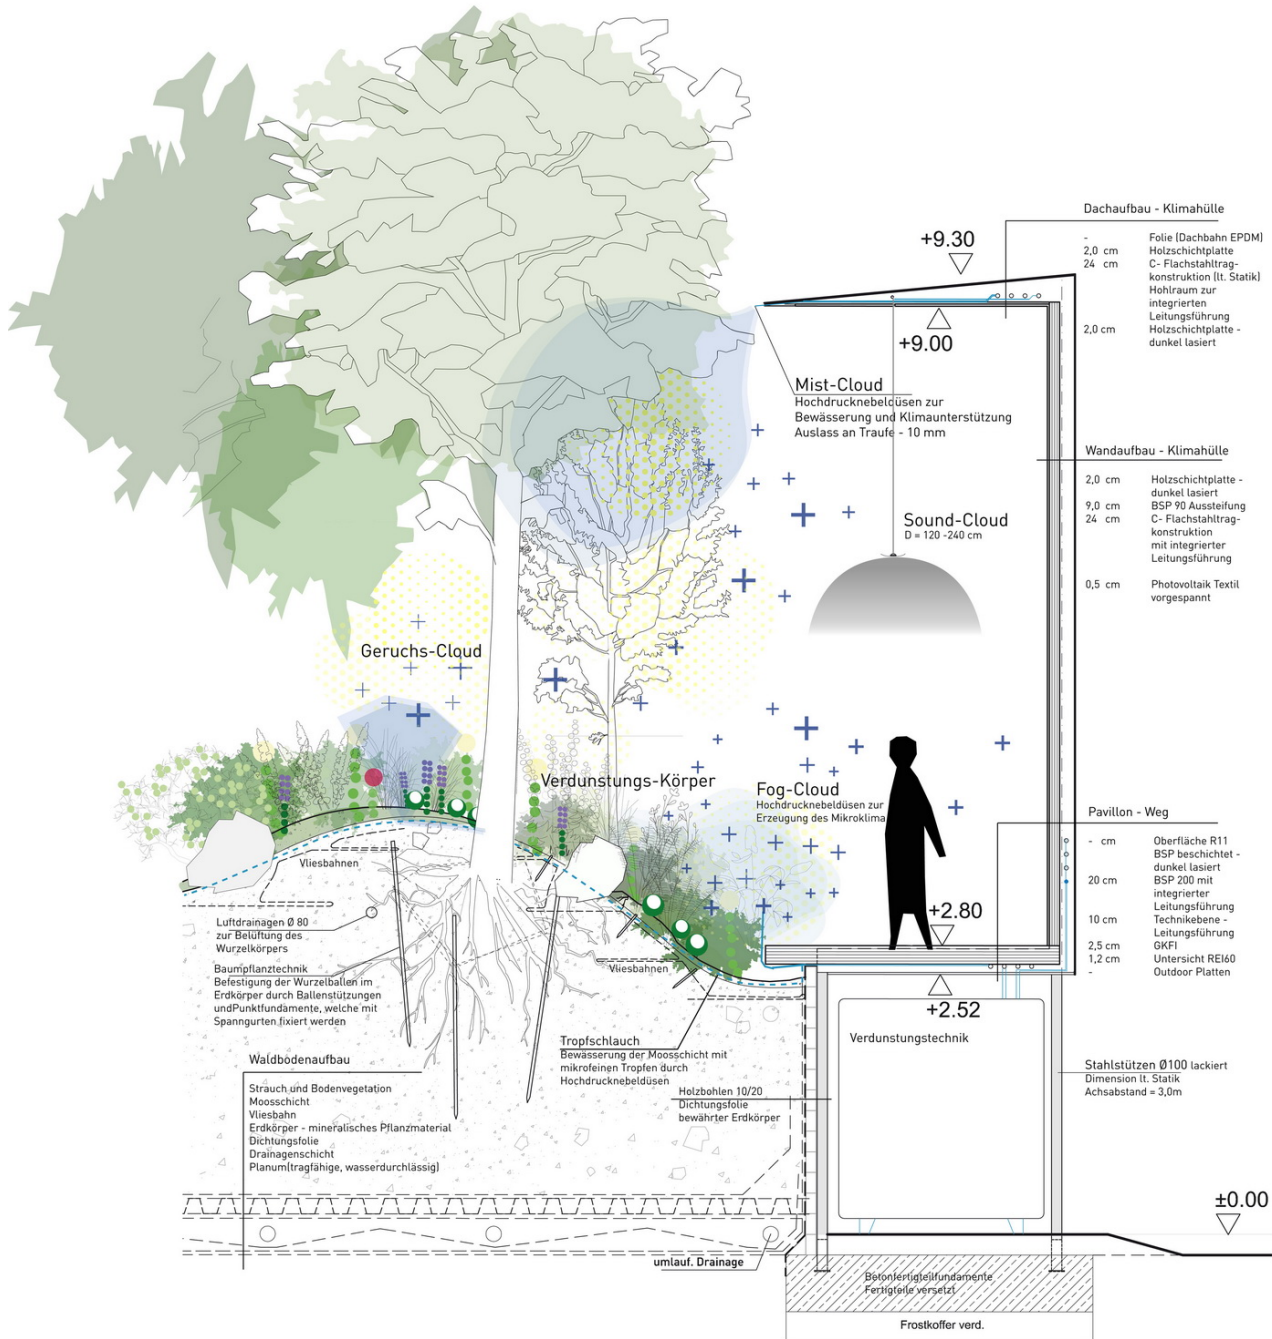 Dachaufbau - Klimahülle
- Folie (Dachbahn EPDM)
2,0 cm Holzschichtplatte
24 cm C- Flachstahltrag-
konstruktion (lt. Statik)
Hohlraum zur
integrierten
Leitungsführung
2,0 cm Holzschichtplatte -
dunkel lasiert
+9.30
+9.00
Mist-Cloud
Hochdrucknebeldüsen zur
Bewässerung und Klimaunterstützung
Auslass an Traufe - 10 mm
Wandaufbau - Klimahülle
2,0 cm Holzschichtplatte -
dunkel lasiert
9,0 cm BSP 90 Aussteifung
24 cm C- Flachstahltrag-
konstruktion
mit integrierter
Leitungsführung
0,5 cm Photovoltaik Textil
vorgespannt
Sound-Cloud
D = 120 -240 cm
Geruchs-Cloud
Verdunstungs-Körper
Fog-Cloud
Hochdrucknebeldüsen zur
Erzeugung des Mikroklima
Pavillon - Weg
- cm Oberfläche R11
BSP beschichtet -
dunkel lasiert
20 cm BSP 200 mit
integrierter
Leitungsführung
10 cm Technikebene -
Leitungsführung
2,5 cm GKFI
1,2 cm Untersicht REI60
- Outdoor Platten
+2.80
+2.52
Vliesbahnen
Luftdrainagen Ø 80
zur Belüftung des
Wurzelkörpers
Baumpflanztechnik
Befestigung der Wurzelballen im
Erdkörper durch Ballenstützungen
undPunktfundamente, welche mit
Spanngurten fixiert werden
Vliesbahnen
Tropfschlauch
Bewässerung der Moosschicht mit
mikrofeinen Tropfen durch
Hochdrucknebeldüsen
Verdunstungstechnik
Waldbodenaufbau
Strauch und Bodenvegetation
Moosschicht
Vliesbahn
Erdkörper - mineralisches Pflanzmaterial
Dichtungsfolie
Drainagenschicht
Planum(tragfähige, wasserdurchlässig)
Holzbohlen 10/20
Dichtungsfolie
bewährter Erdkörper
Stahlstützen Ø100 lackiert
Dimension lt. Statik
Achsabstand = 3,0m
±0.00
umlauf. Drainage
Betonfertigteilfundamente
Fertigteile versetzt
Frostkoffer verd.